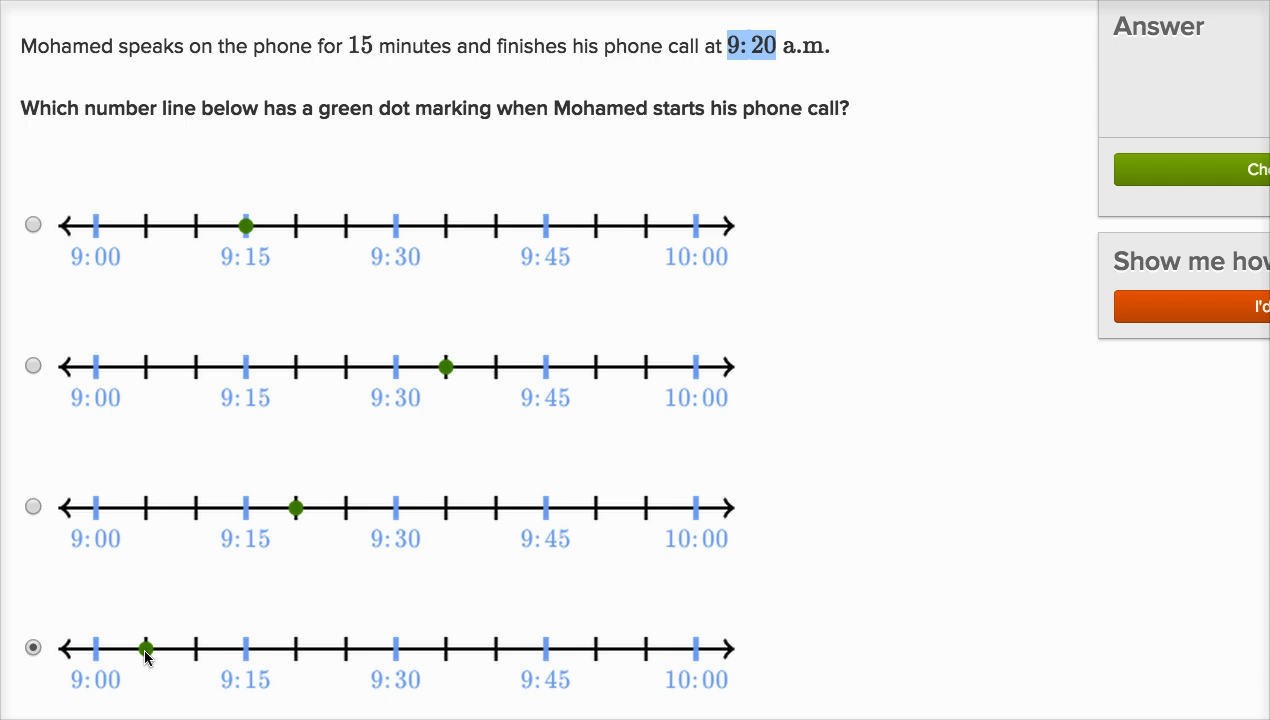 Mohamed speaks on the phone for 15 minutes and finishes his phone call at 9:20 a.m.
Which number line below has a green dot marking when Mohamed starts his phone call?
9:00 9:15 9:30 9:45 10:00
9:00 9:15 9:30 9:45 10:00
9:00 9:15 9:30 9:45 10:00
9:00 9:15 9:30 9:45 10:00
Answer
Show me